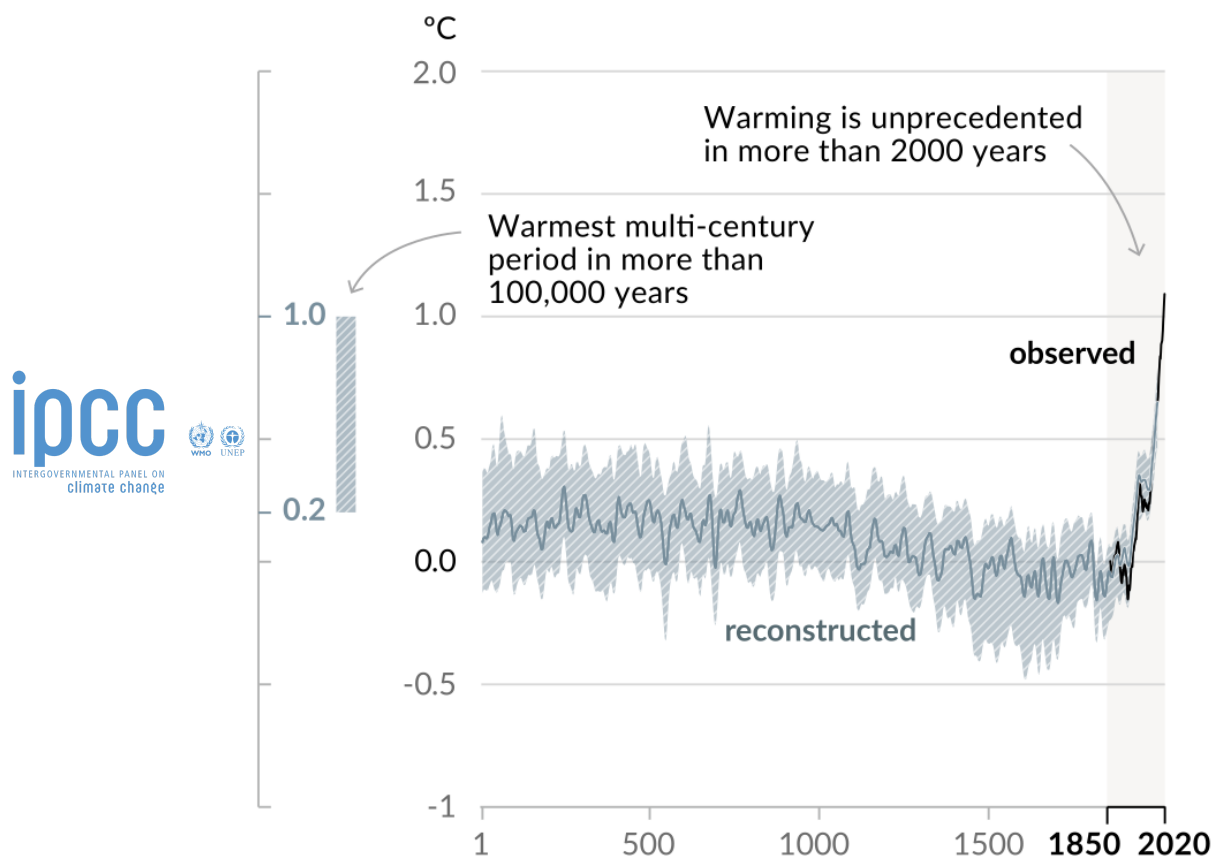 ºC
2.0
Warming is unprecedented
in more than 2000 years
1.5
Warmest multi-century
period in more than
100,000 years
1.0
1.0
observed
ipcc
WMO
UNEP
INTERGOVERNMENTAL PANEL ON
climate change
0.5
0.2
0.0
reconstructed
-0.5
-1
1
500
1000
1500
1850
2020